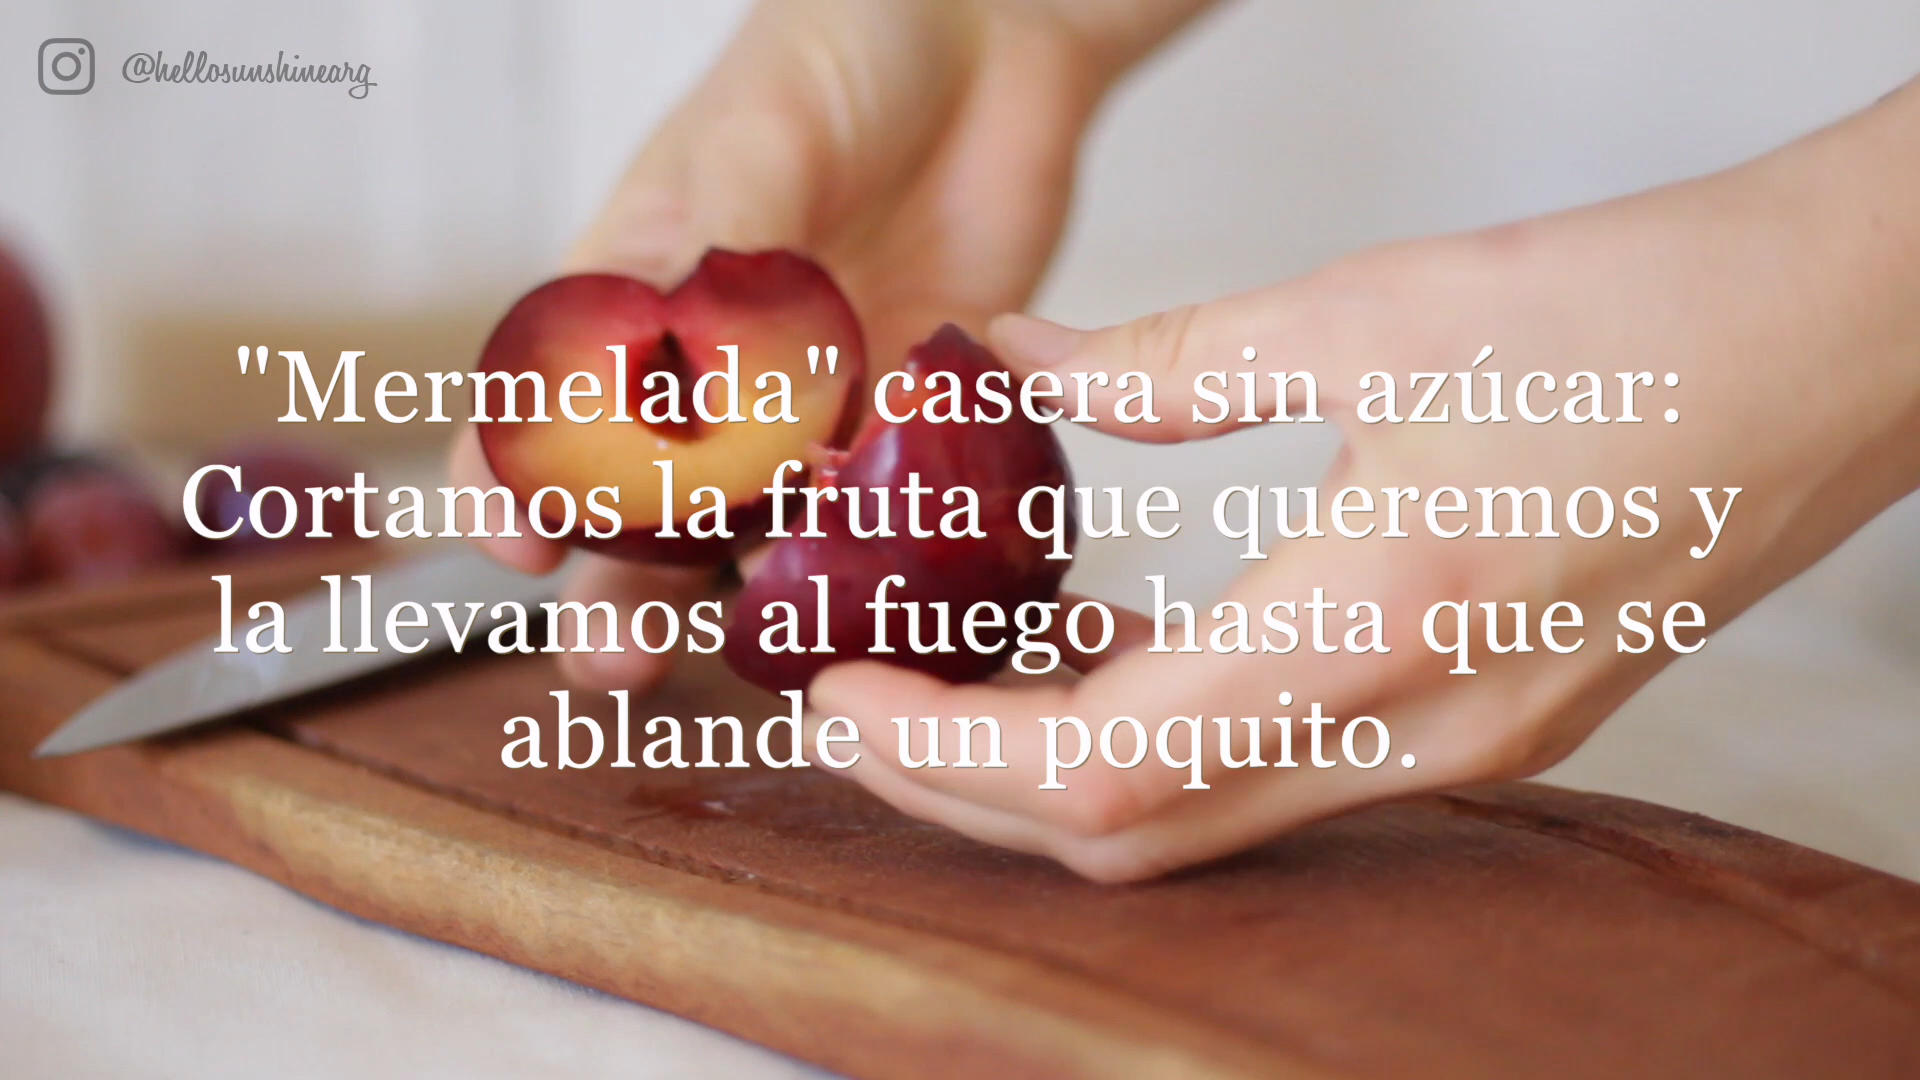 @hellosunshinearg
"Mermelada" casera sin azúcar:
Cortamos la fruta que queremos y
la llevamos al fuego hasta que se
ablande un poquito.